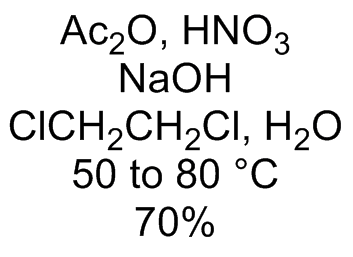 Ac₂O, HNO₃
NaOH
ClCH₂CH₂Cl, H₂O
50 to 80 °C
70%